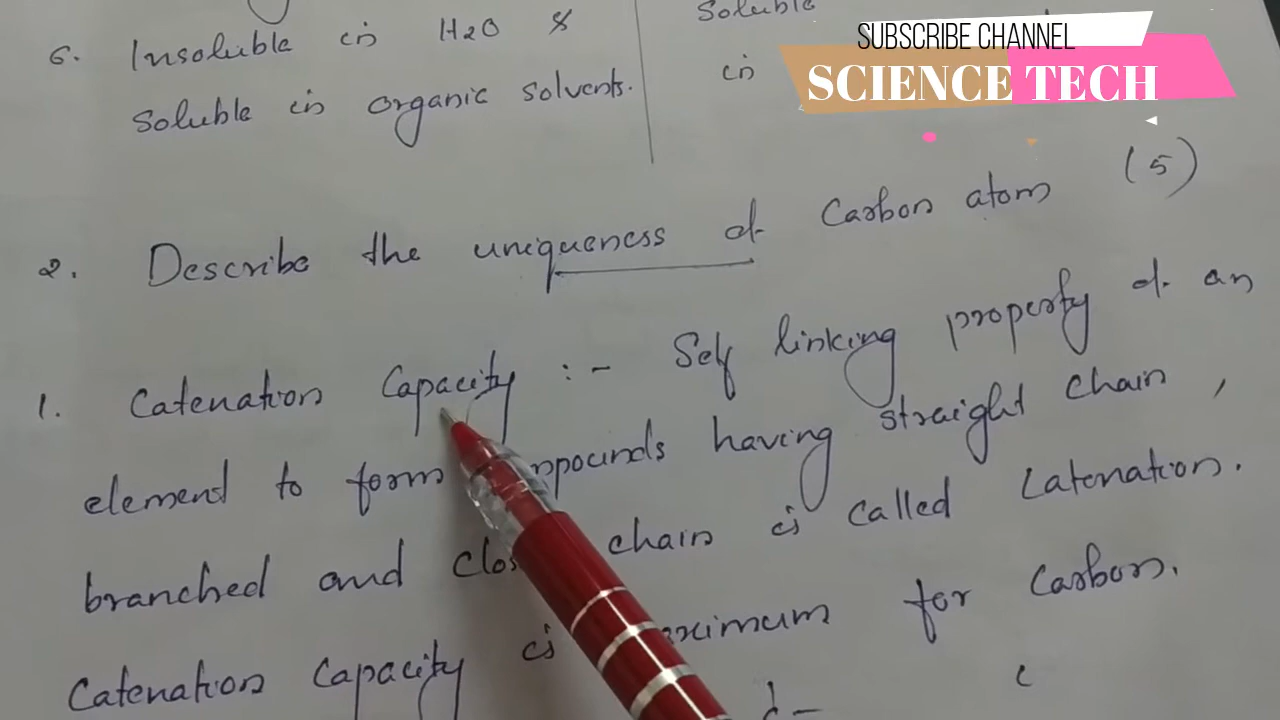 6. Insoluble in H2O & Soluble
soluble in organic solvents. in
SUBSCRIBE CHANNEL
SCIENCE TECH
2. Describe the uniqueness of Carbon atom (5)
1. Catenation Capacity :- Self linking property of an
element to form having straight chain,
branched and chain is called Catenation.
Catenation Capacity is for Carbon.